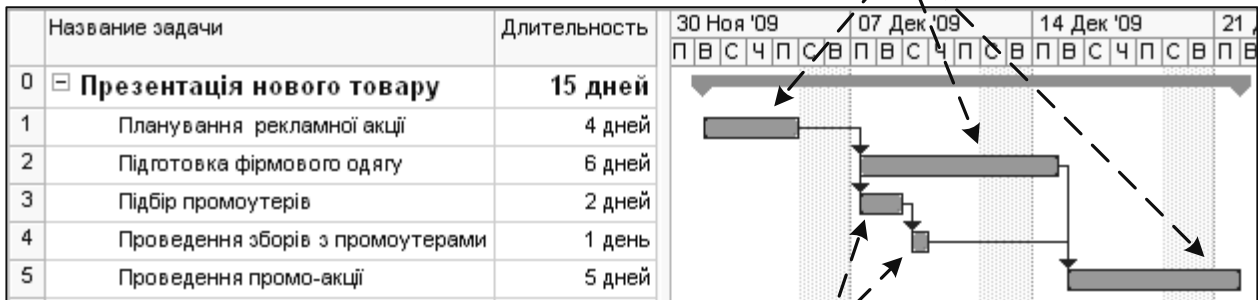 Название задачи Длительность 30 Ноя '09 07 Дек '09 14 Дек '09 21
П В С Ч П С В П В С Ч П С В П В С Ч П С В П В
0 Презентація нового товару 15 дней
1 Планування рекламної акції 4 дней
2 Підготовка фірмового одягу 6 дней
3 Підбір промоутерів 2 дней
4 Проведення зборів з промоутерами 1 день
5 Проведення промо-акції 5 дней